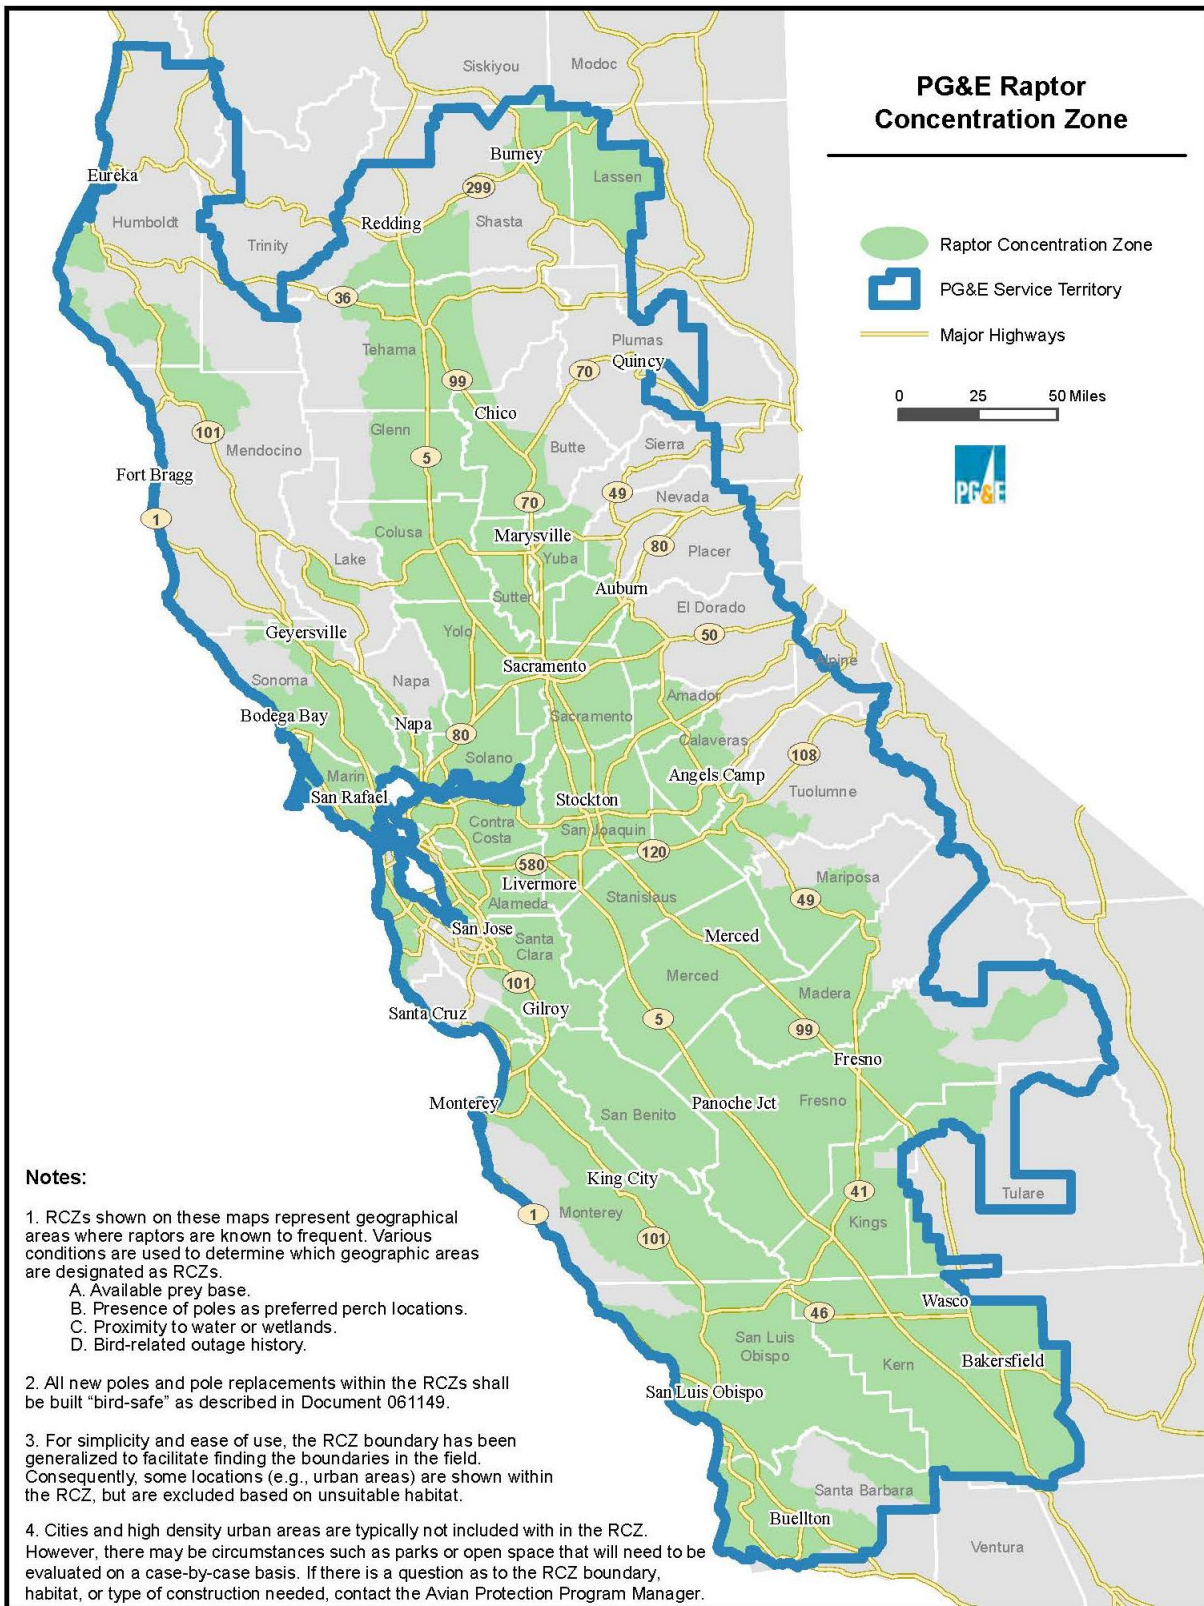 PG&E Raptor
Concentration Zone
Raptor Concentration Zone
PG&E Service Territory
Major Highways
0 25 50 Miles
PG&E
Siskiyou
Modoc
Burney
Lassen
Eureka
299
Humboldt
Redding
Shasta
Trinity
36
Tehama
Plumas
Quincy
70
99
Chico
Glenn
101
Mendocino
Butte
Sierra
5
Fort Bragg
49
Nevada
70
1
Colusa
Marysville
80
Placer
Lake
Yuba
Auburn
Sutter
El Dorado
Geyersville
Yolo
50
Sacramento
Alpine
Sonoma
Napa
Amador
Bodega Bay
Napa
Sacramento
80
Calaveras
Solano
108
Marin
Angels Camp
San Rafael
Stockton
Tuolumne
Contra
Costa
San Joaquin
120
580
Livermore
Mariposa
Alameda
Stanislaus
49
San Jose
Merced
Santa
Clara
Merced
101
Madera
Santa Cruz
Gilroy
5
99
Fresno
Monterey
San Benito
Panoche Jct
Fresno
King City
41
Tulare
1
Monterey
Kings
101
Wasco
46
San Luis
Obispo
Kern
Bakersfield
San Luis Obispo
Santa Barbara
Buellton
Ventura
Notes:
1. RCZs shown on these maps represent geographical
areas where raptors are known to frequent. Various
conditions are used to determine which geographic areas
are designated as RCZs.
A. Available prey base.
B. Presence of poles as preferred perch locations.
C. Proximity to water or wetlands.
D. Bird-related outage history.
2. All new poles and pole replacements within the RCZs shall
be built “bird-safe” as described in Document 061149.
3. For simplicity and ease of use, the RCZ boundary has been
generalized to facilitate finding the boundaries in the field.
Consequently, some locations (e.g., urban areas) are shown within
the RCZ, but are excluded based on unsuitable habitat.
4. Cities and high density urban areas are typically not included with in the RCZ.
However, there may be circumstances such as parks or open space that will need to be
evaluated on a case-by-case basis. If there is a question as to the RCZ boundary,
habitat, or type of construction needed, contact the Avian Protection Program Manager.